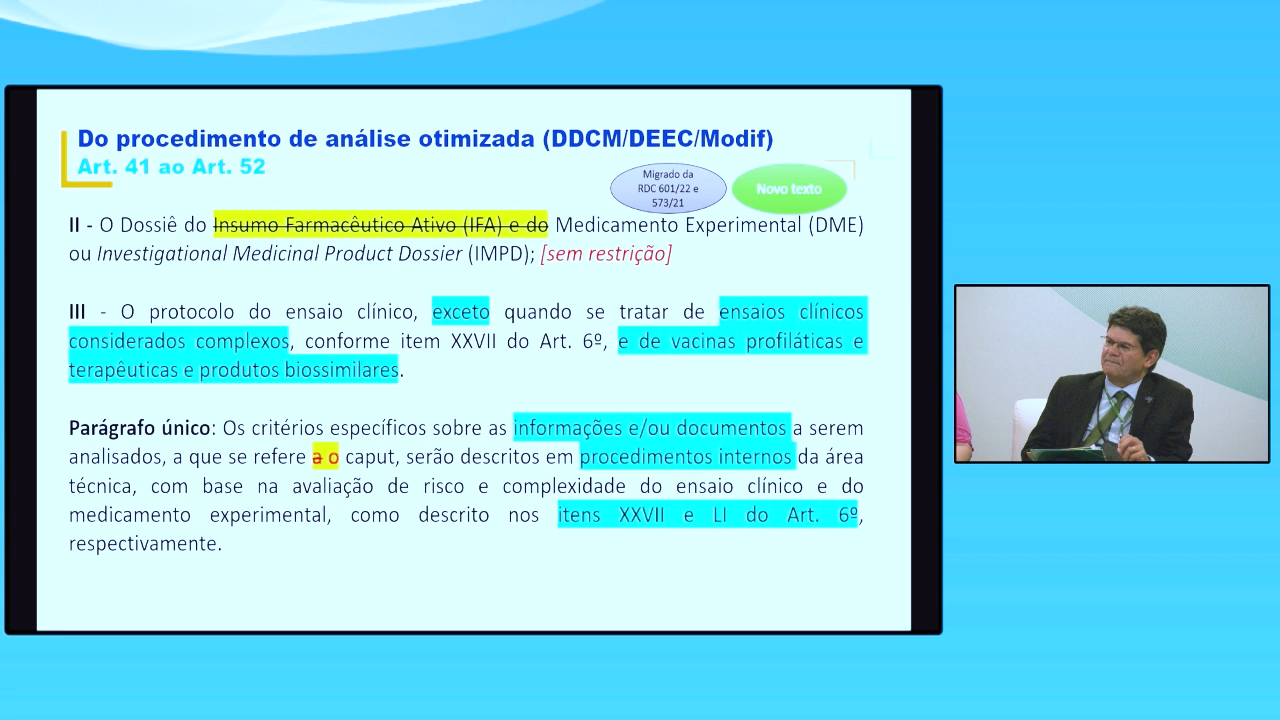 Do procedimento de análise otimizada (DDCM/DEEC/Modif)
Art. 41 ao Art. 52
Migrado da
RDC 601/22 e
573/21
Novo texto
II - O Dossiê do Insumo Farmacêutico Ativo (IFA) e do Medicamento Experimental (DME)
ou Investigational Medicinal Product Dossier (IMPD); [sem restrição]
III - O protocolo do ensaio clínico, exceto quando se tratar de ensaios clínicos
considerados complexos, conforme item XXVII do Art. 6º, e de vacinas profiláticas e
terapêuticas e produtos biossimilares.
Parágrafo único: Os critérios específicos sobre as informações e/ou documentos a serem
analisados, a que se refere a o caput, serão descritos em procedimentos internos da área
técnica, com base na avaliação de risco e complexidade do ensaio clínico e do
medicamento experimental, como descrito nos itens XXVII e LI do Art. 6º,
respectivamente.